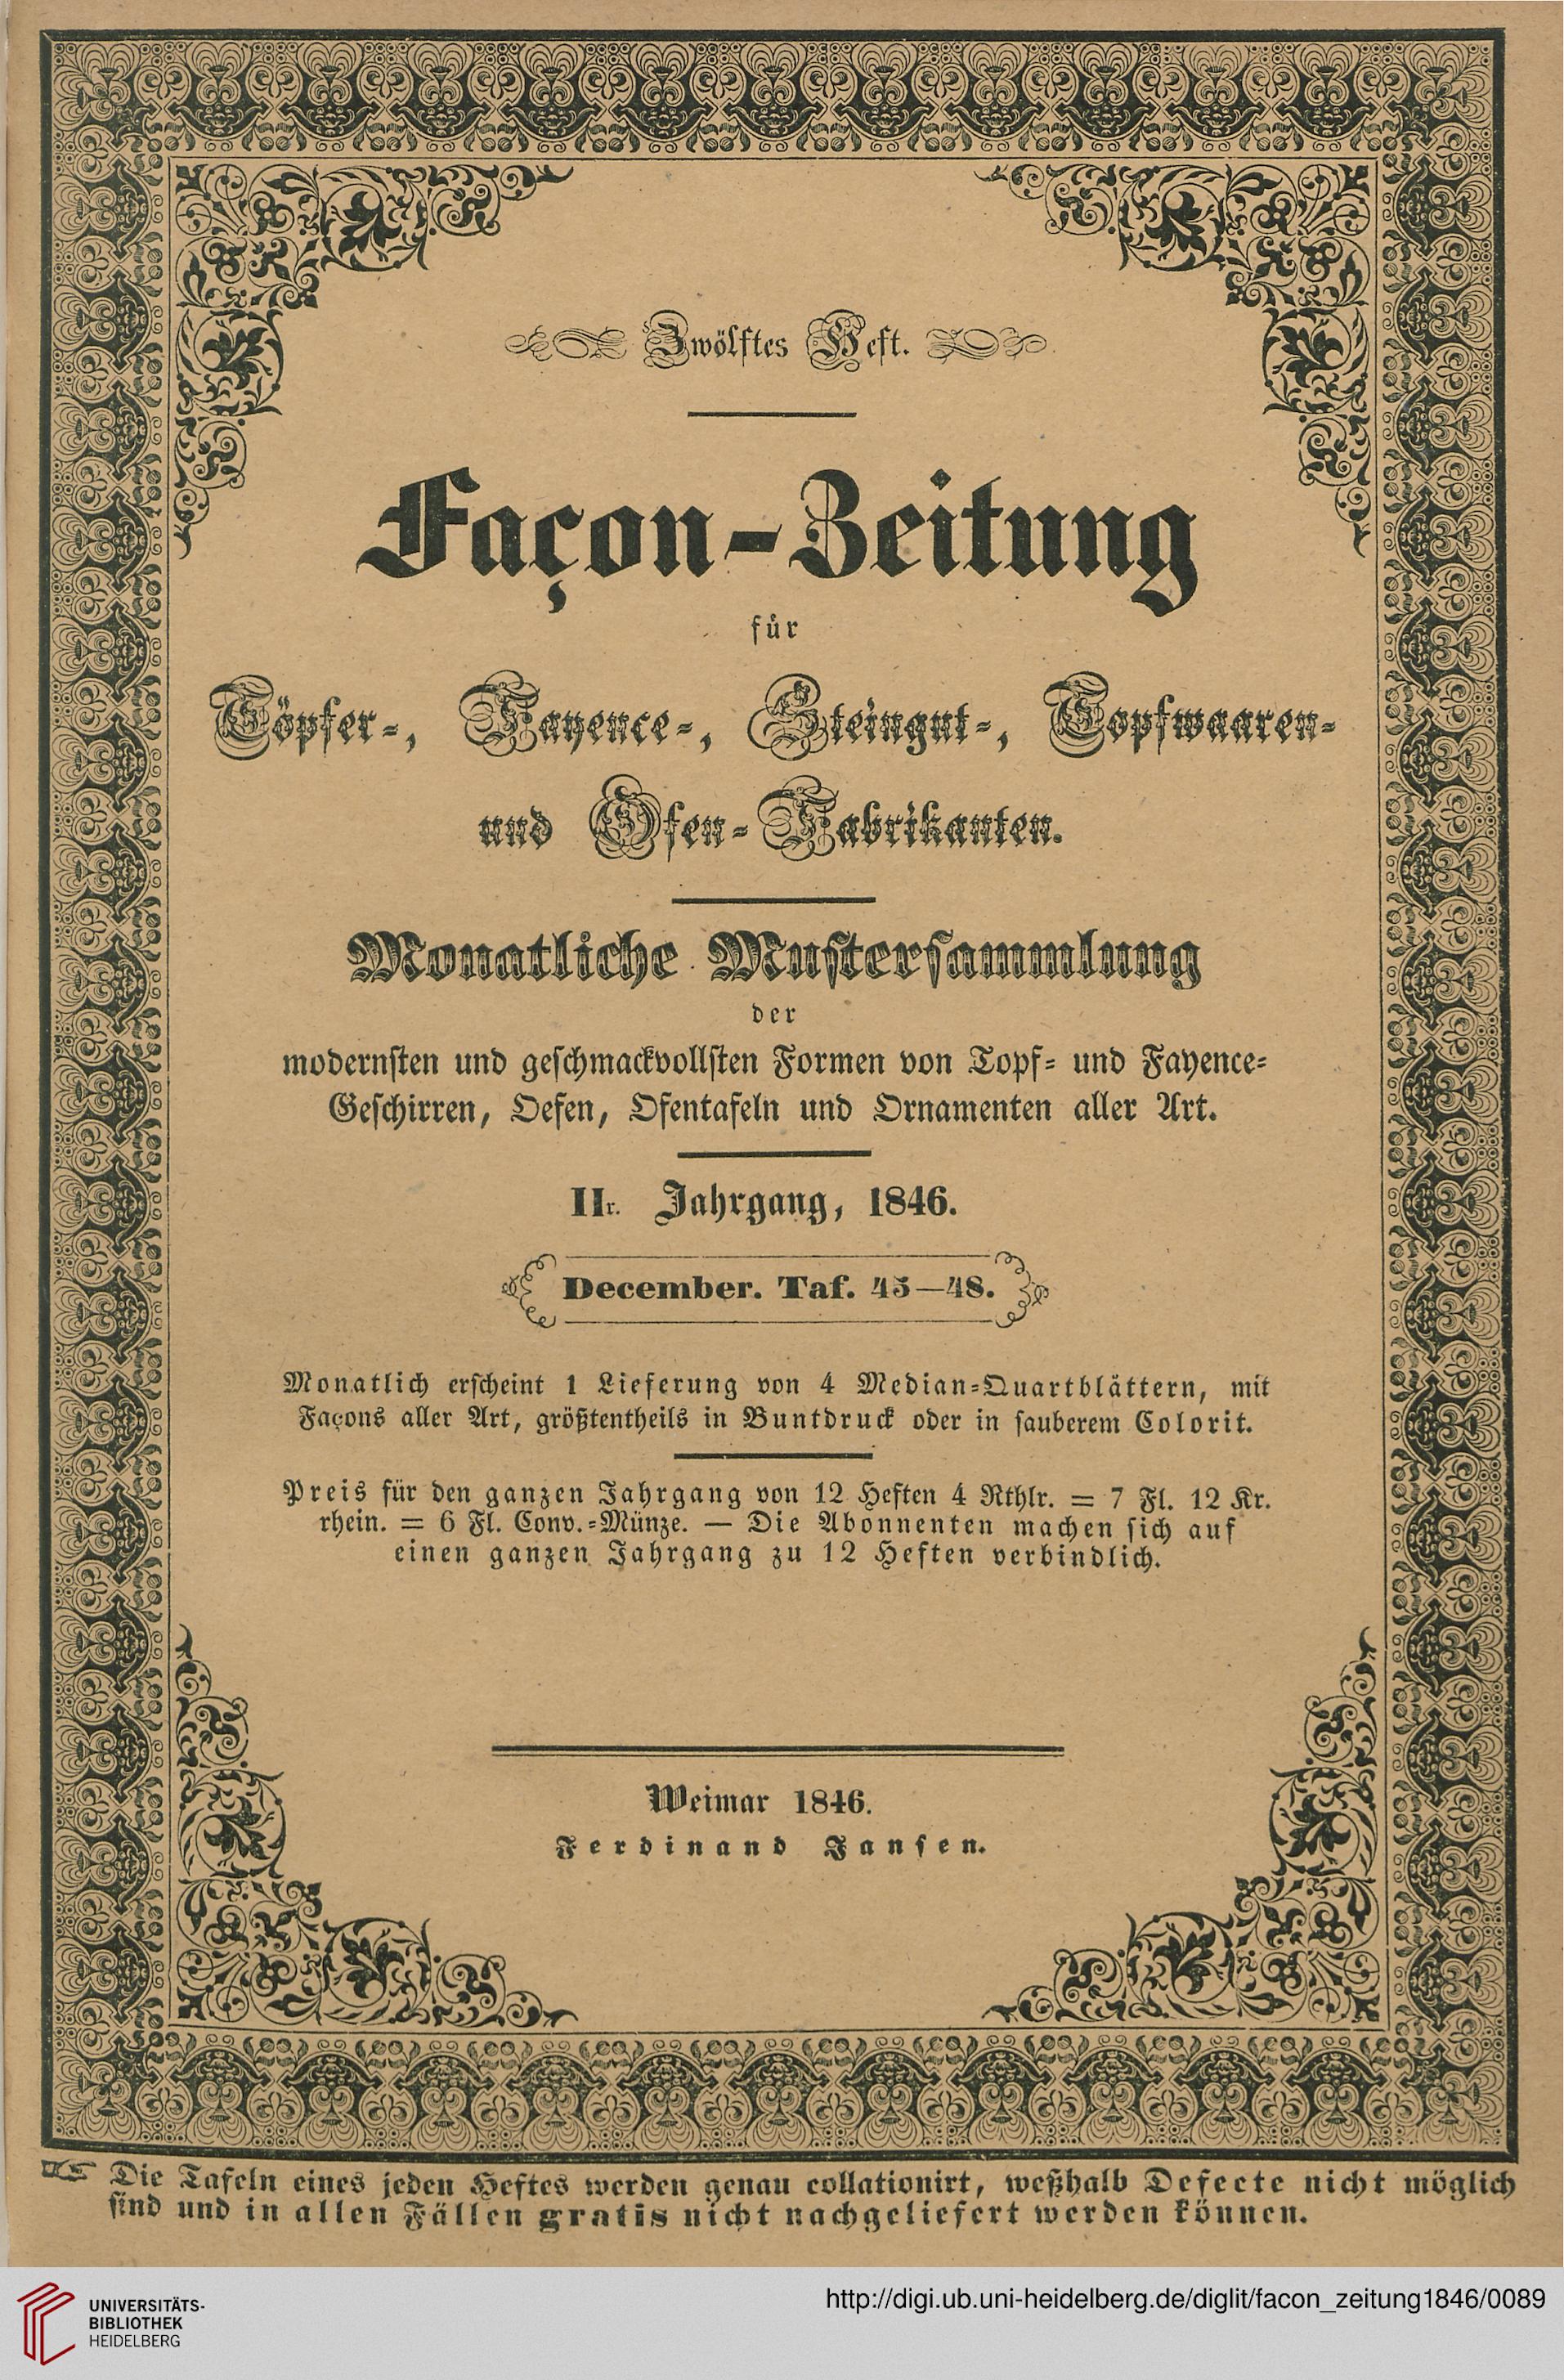 Zwölftes Heft.
Façon-Zeitung
für
Töpfer-, Fayence-, Steingut-, Topfwaaren-
und Ofen-Fabrikanten.
Monatliche Mustersammlung
der
modernsten und geschmackvollsten Formen von Topf- und Fayence-
Geschirren, Oefen, Ofentafeln und Ornamenten aller Art.
IIr. Jahrgang, 1846.
December. Taf. 45—48.
Monatlich erscheint 1 Lieferung von 4 Median-Quartblättern, mit
Façons aller Art, größtentheils in Buntdruck oder in sauberem Colorit.
Preis für den ganzen Jahrgang von 12 Heften 4 Rthlr. = 7 Fl. 12 Kr.
rhein. = 6 Fl. Conv.-Münze. — Die Abonnenten machen sich auf
einen ganzen Jahrgang zu 12 Heften verbindlich.
Weimar 1846.
Ferdinand Jansen.
☞ Die Tafeln eines jeden Heftes werden genau collationirt, weßhalb Defecte nicht möglich
sind und in allen Fällen gratis nicht nachgeliefert werden können.
UNIVERSITÄTS-
BIBLIOTHEK
HEIDELBERG
http://digi.ub.uni-heidelberg.de/diglit/facon_zeitung1846/0089